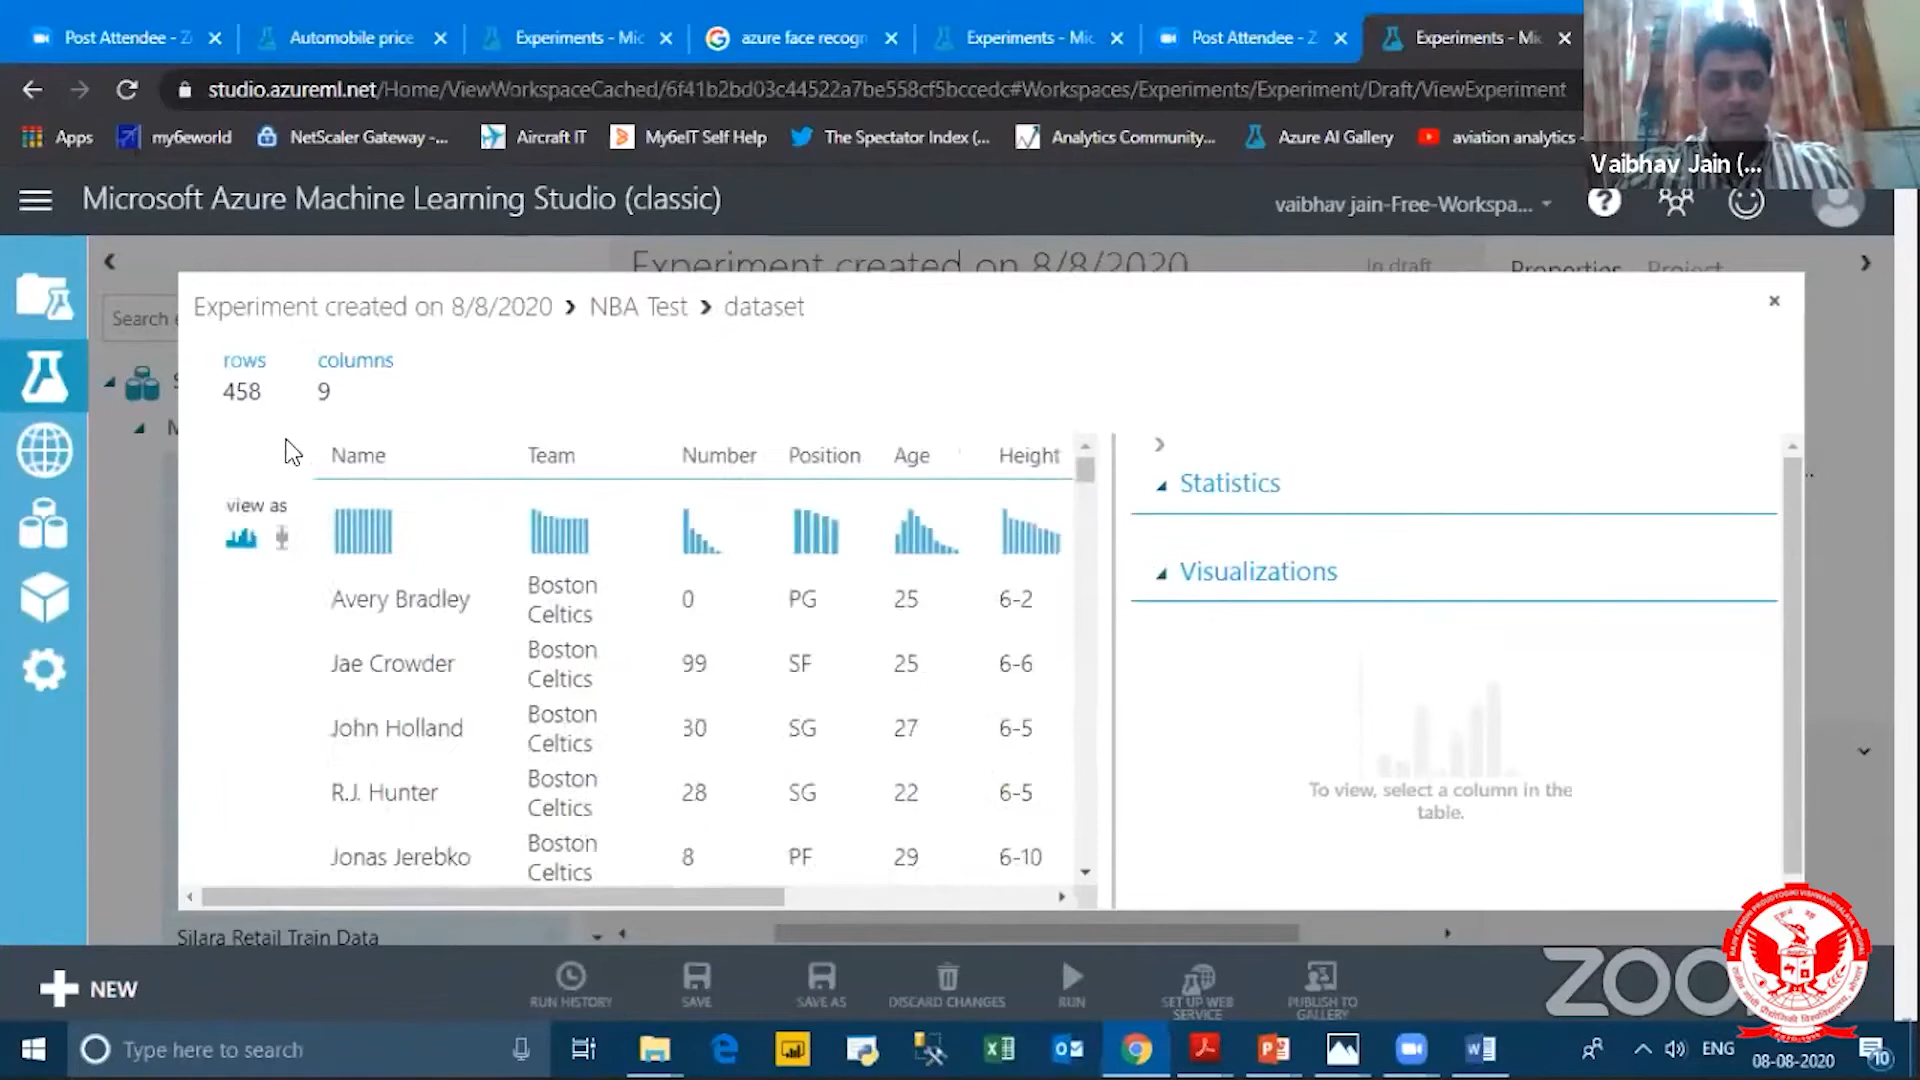 Post Attendee - Z
Automobile price
Experiments - Mic
azure face recogn
Experiments - Mic
Post Attendee - Z
Experiments - Mic
studio.azureml.net/Home/ViewWorkspaceCached/6f41b2bd03c44522a7be558cf5bccedc#Workspaces/Experiments/Experiment/Draft/ViewExperiment
Apps my6eworld NetScaler Gateway -... Aircraft IT My6eIT Self Help The Spectator Index (... Analytics Community... Azure AI Gallery aviation analytics -
Vaibhav Jain (...
Microsoft Azure Machine Learning Studio (classic)
vaibhav jain-Free-Workspa...
Experiment created on 8/8/2020
In draft
Properties Project
Search
Experiment created on 8/8/2020 > NBA Test > dataset
rows columns
458 9
Name Team Number Position Age Height
view as
Avery Bradley Boston Celtics 0 PG 25 6-2
Jae Crowder Boston Celtics 99 SF 25 6-6
John Holland Boston Celtics 30 SG 27 6-5
R.J. Hunter Boston Celtics 28 SG 22 6-5
Jonas Jerebko Boston Celtics 8 PF 29 6-10
Statistics
Visualizations
To view, select a column in the
table.
Silara Retail Train Data
NEW
RUN HISTORY
SAVE
SAVE AS
DISCARD CHANGES
RUN
SET UP WEB
SERVICE
PUBLISH TO
GALLERY
Type here to search
ENG
08-08-2020
10